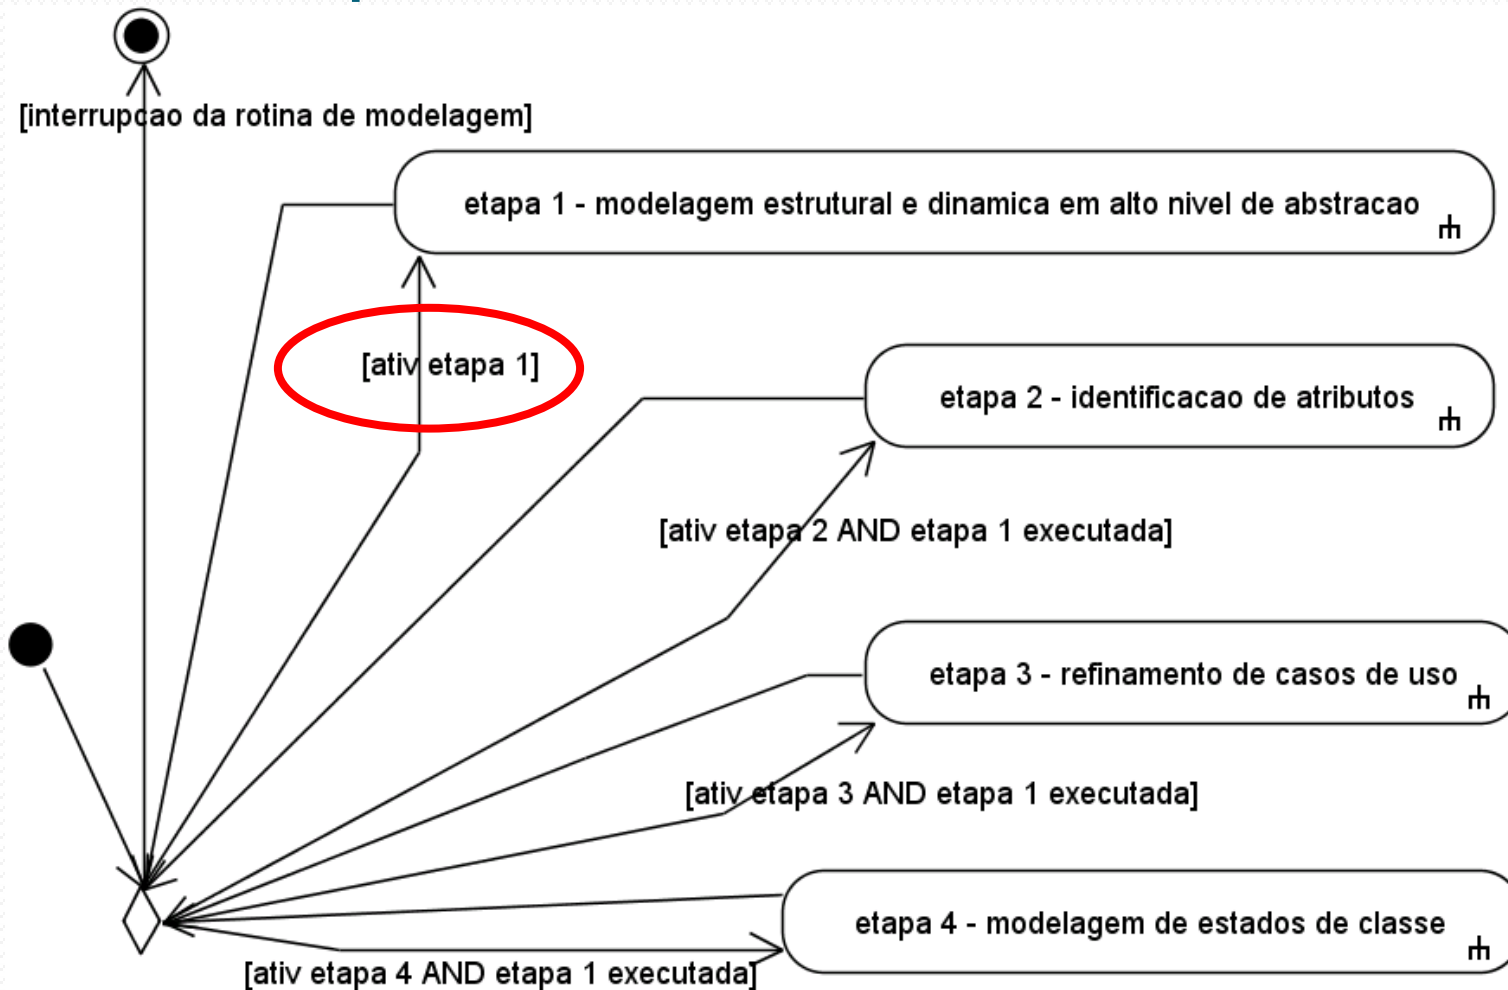 [interrupcao da rotina de modelagem]
etapa 1 - modelagem estrutural e dinamica em alto nivel de abstracao
[ativ etapa 1]
etapa 2 - identificacao de atributos
[ativ etapa 2 AND etapa 1 executada]
etapa 3 - refinamento de casos de uso
[ativ etapa 3 AND etapa 1 executada]
etapa 4 - modelagem de estados de classe
[ativ etapa 4 AND etapa 1 executada]